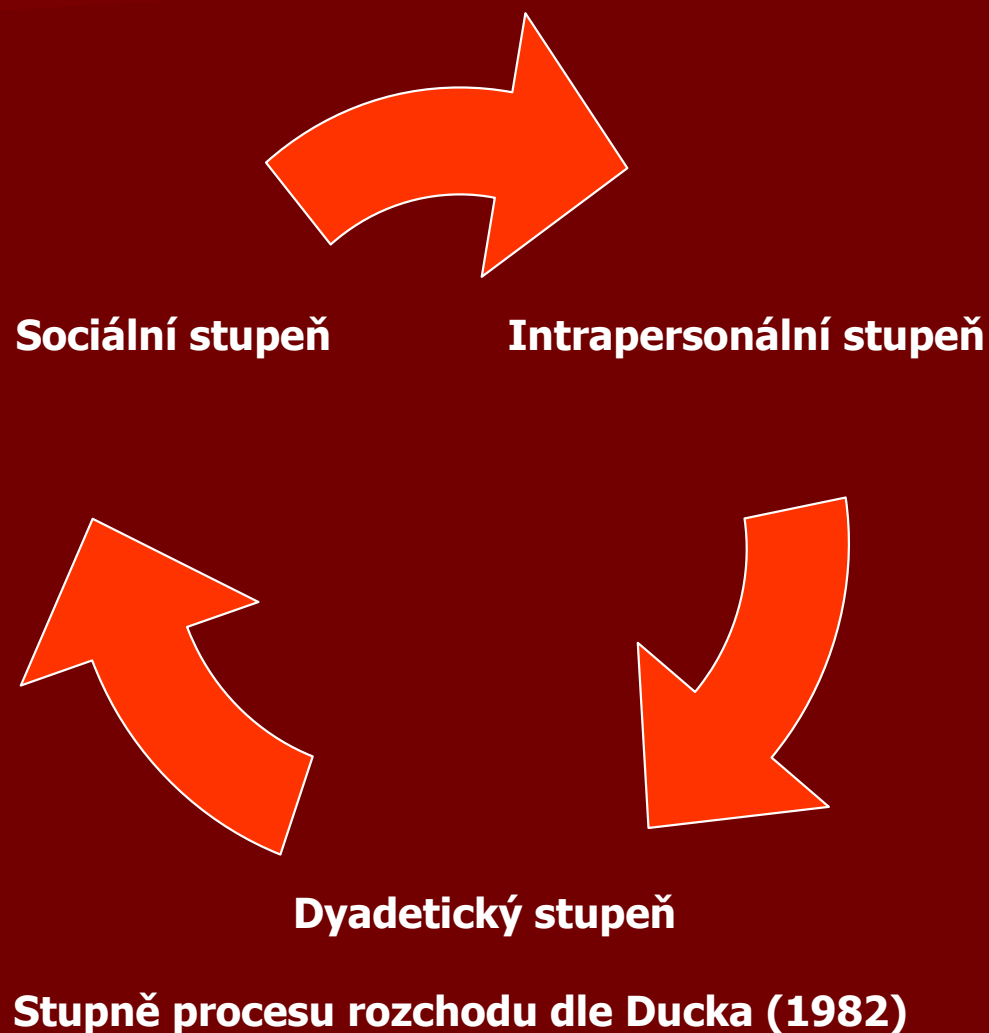 Sociální stupeň
Intrapersonální stupeň
Dyadetický stupeň
Stupně procesu rozchodu dle Ducka (1982)